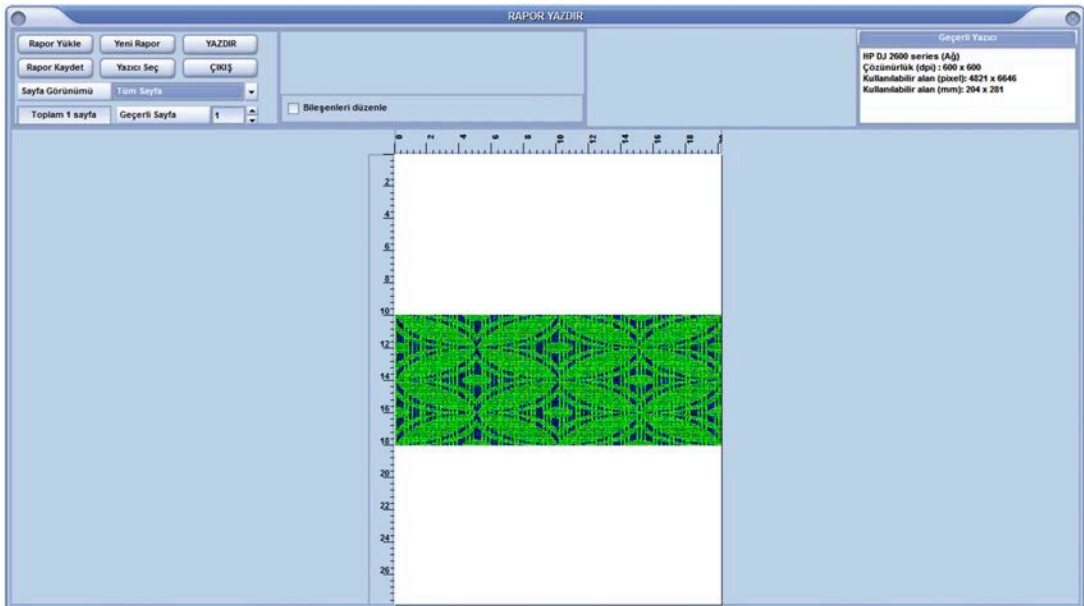 RAPOR YAZDIR
Rapor Yükle Yeni Rapor YAZDIR
Rapor Kaydet Yazıcı Seç ÇIKIŞ
Sayfa Görünümü Tüm Sayfa
Toplam 1 sayfa Geçerli Sayfa 1
Bileşenleri düzenle
Geçerli Yazıcı
HP DJ 2600 series (Ağ)
Çözünürlük (dpi) : 600 x 600
Kullanılabilir alan (pixel): 4821 x 6646
Kullanılabilir alan (mm): 204 x 281
0 2 4 6 8 10 12 14 16 18
2
4
6
8
10
12
14
16
18
20
22
24
26